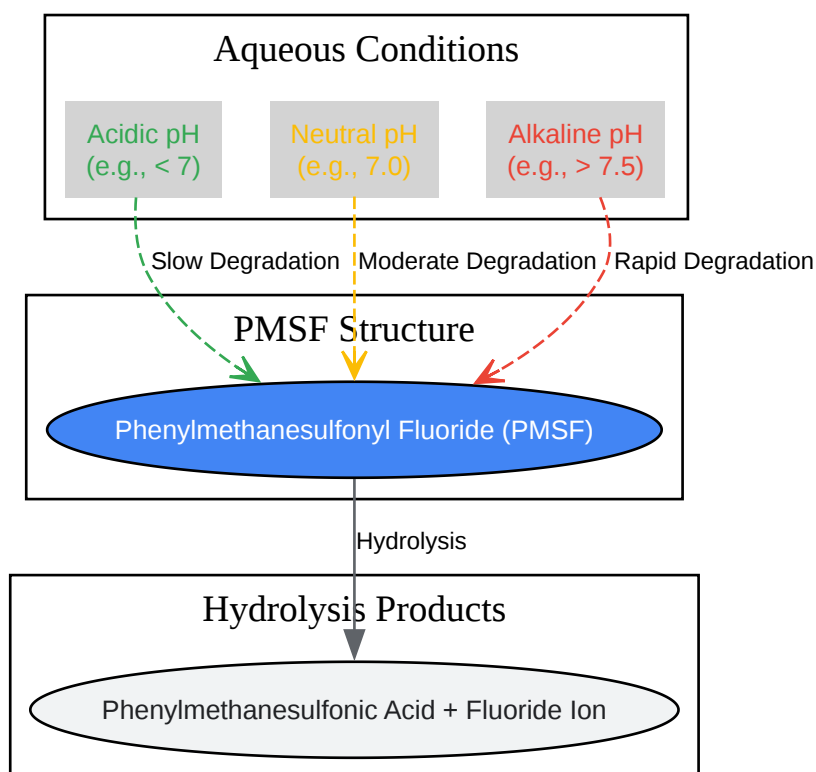 Aqueous Conditions
Acidic pH
(e.g., < 7)
Neutral pH
(e.g., 7.0)
Alkaline pH
(e.g., > 7.5)
Slow Degradation
Moderate Degradation
Rapid Degradation
PMSF Structure
Phenylmethanesulfonyl Fluoride (PMSF)
Hydrolysis
Hydrolysis Products
Phenylmethanesulfonic Acid + Fluoride Ion